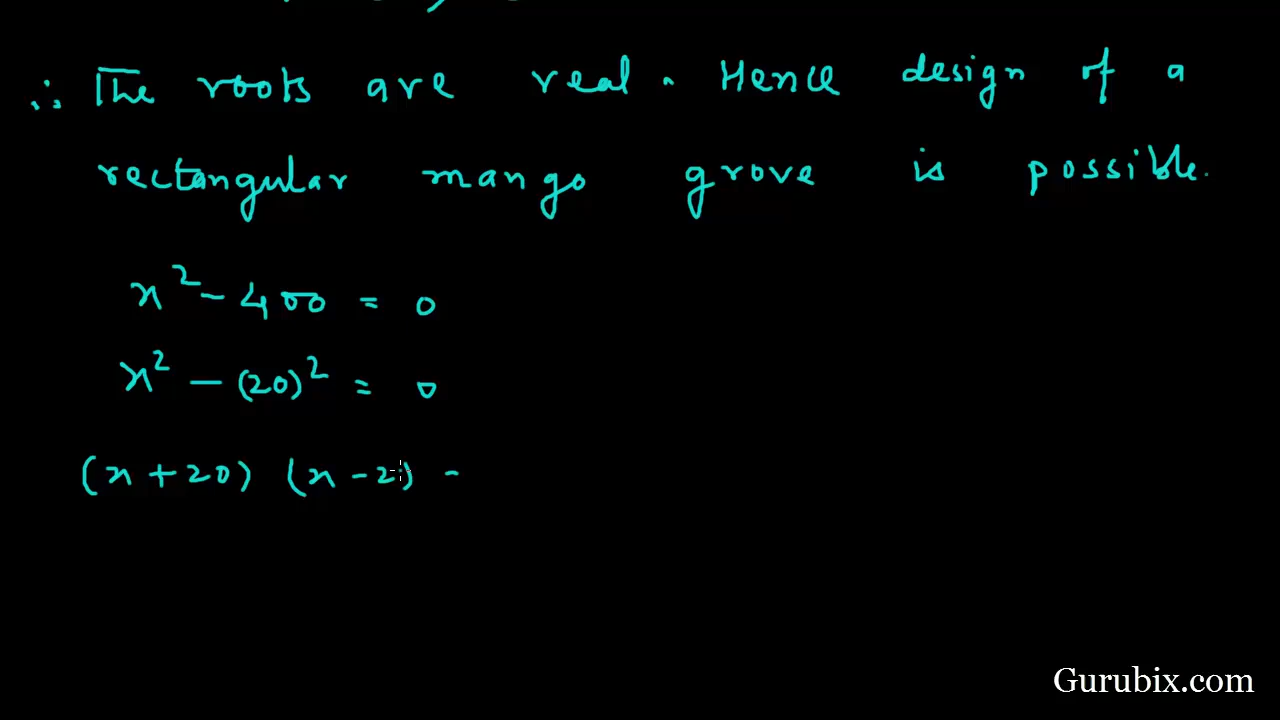 ∴ The roots are real. Hence design of a
rectangular mango grove is possible.
x² - 400 = 0
x² - (20)² = 0
(x + 20) (x - 2) -
Gurubix.com